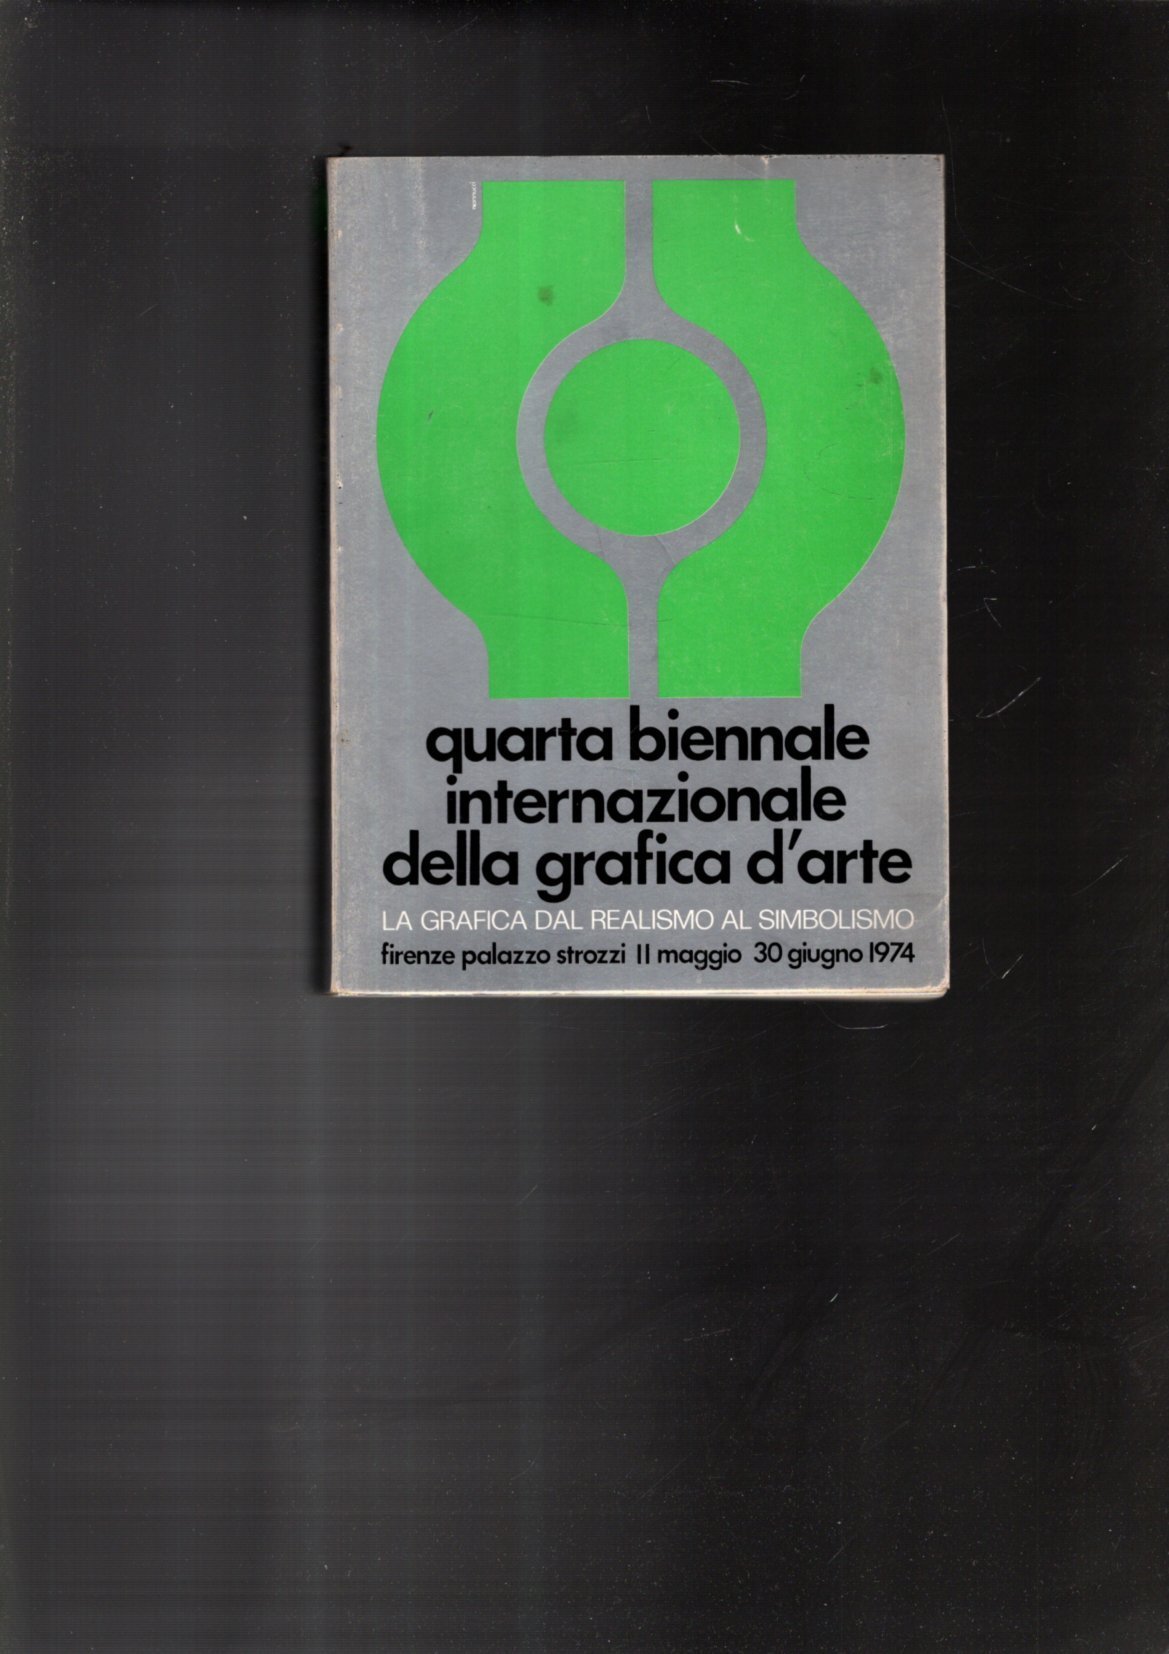 quarta biennale
internazionale
della grafica d'arte
LA GRAFICA DAL REALISMO AL SIMBOLISMO
firenze palazzo strozzi 11 maggio 30 giugno 1974